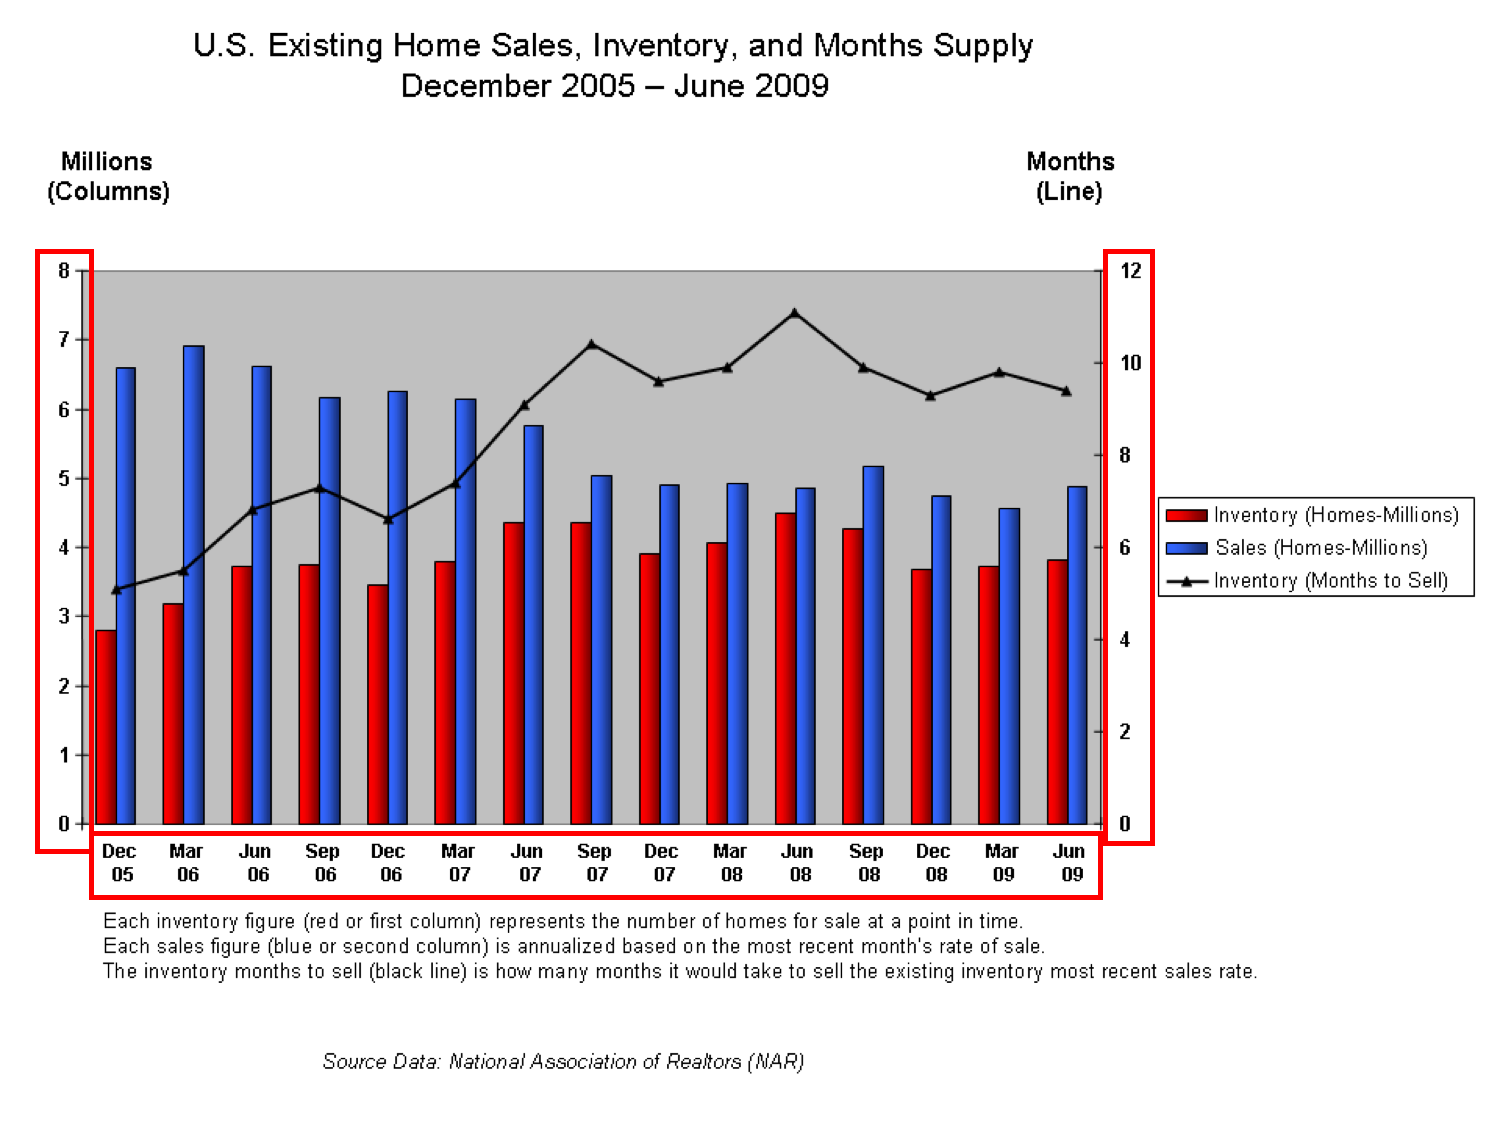 U.S. Existing Home Sales, Inventory, and Months Supply
December 2005 – June 2009
Millions
(Columns)
Months
(Line)
8
7
6
5
4
3
2
1
0
12
10
8
6
4
2
0
Inventory (Homes-Millions)
Sales (Homes-Millions)
Inventory (Months to Sell)
Dec Mar Jun Sep Dec Mar Jun Sep Dec Mar Jun Sep Dec Mar Jun
05 06 06 06 06 07 07 07 07 08 08 08 08 09 09
Each inventory figure (red or first column) represents the number of homes for sale at a point in time.
Each sales figure (blue or second column) is annualized based on the most recent month's rate of sale.
The inventory months to sell (black line) is how many months it would take to sell the existing inventory most recent sales rate.
Source Data: National Association of Realtors (NAR)